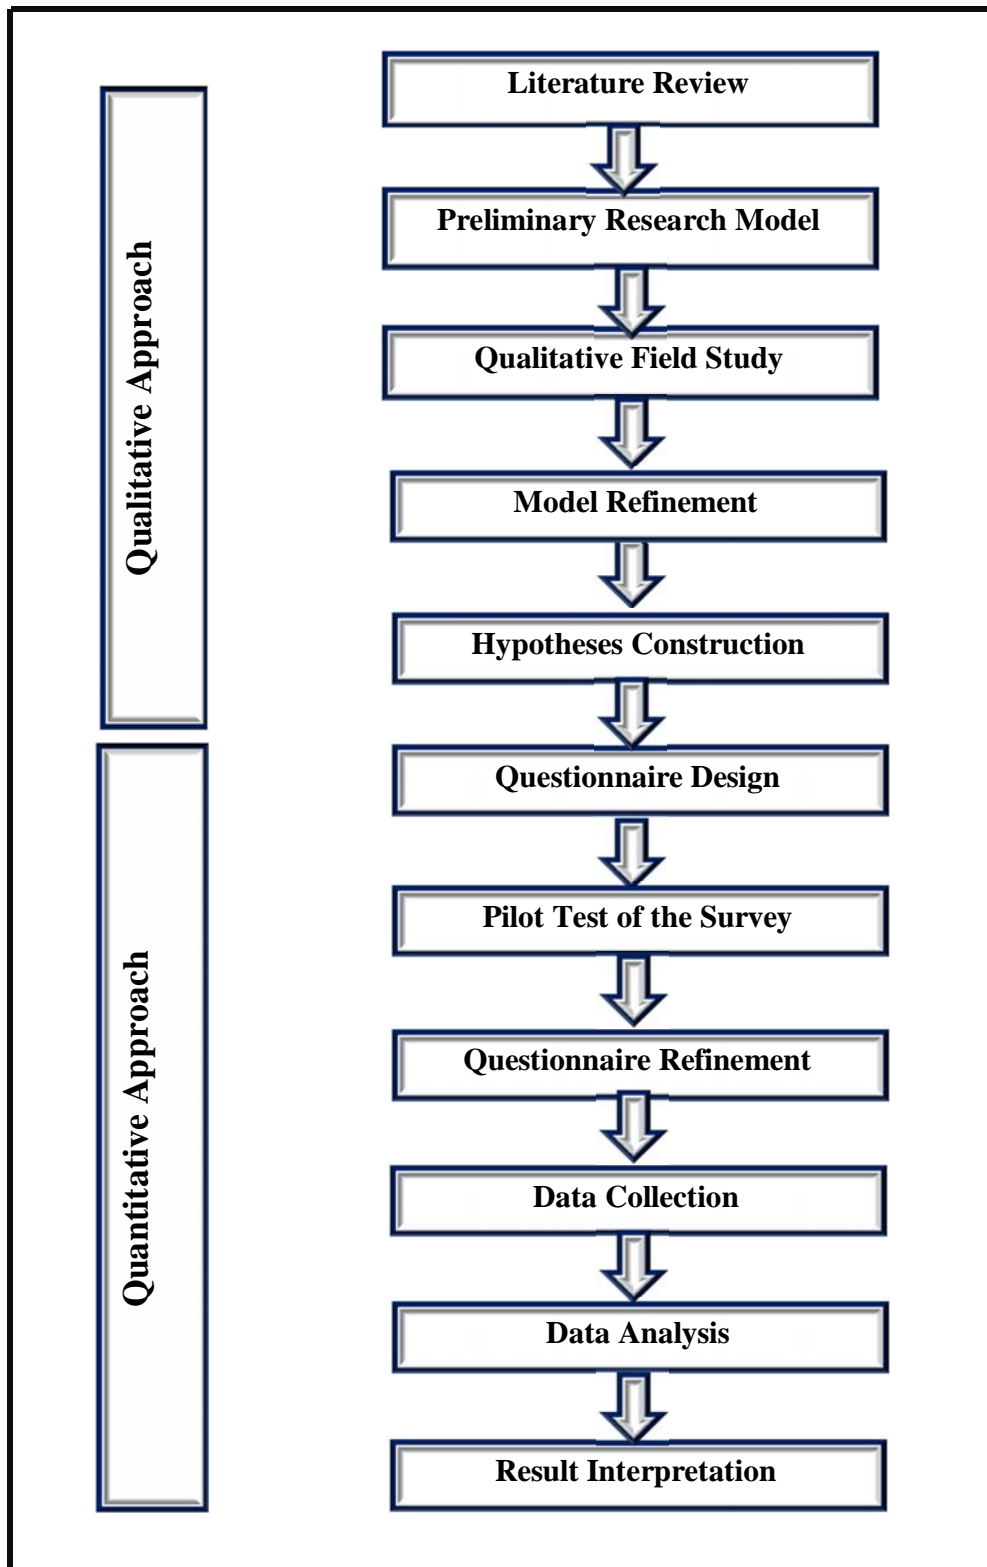 Qualitative Approach
Literature Review
Preliminary Research Model
Qualitative Field Study
Model Refinement
Hypotheses Construction
Quantitative Approach
Questionnaire Design
Pilot Test of the Survey
Questionnaire Refinement
Data Collection
Data Analysis
Result Interpretation